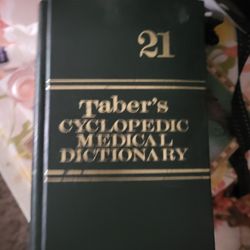 21
Taber's
CYCLOPEDIC
MEDICAL
DICTIONARY